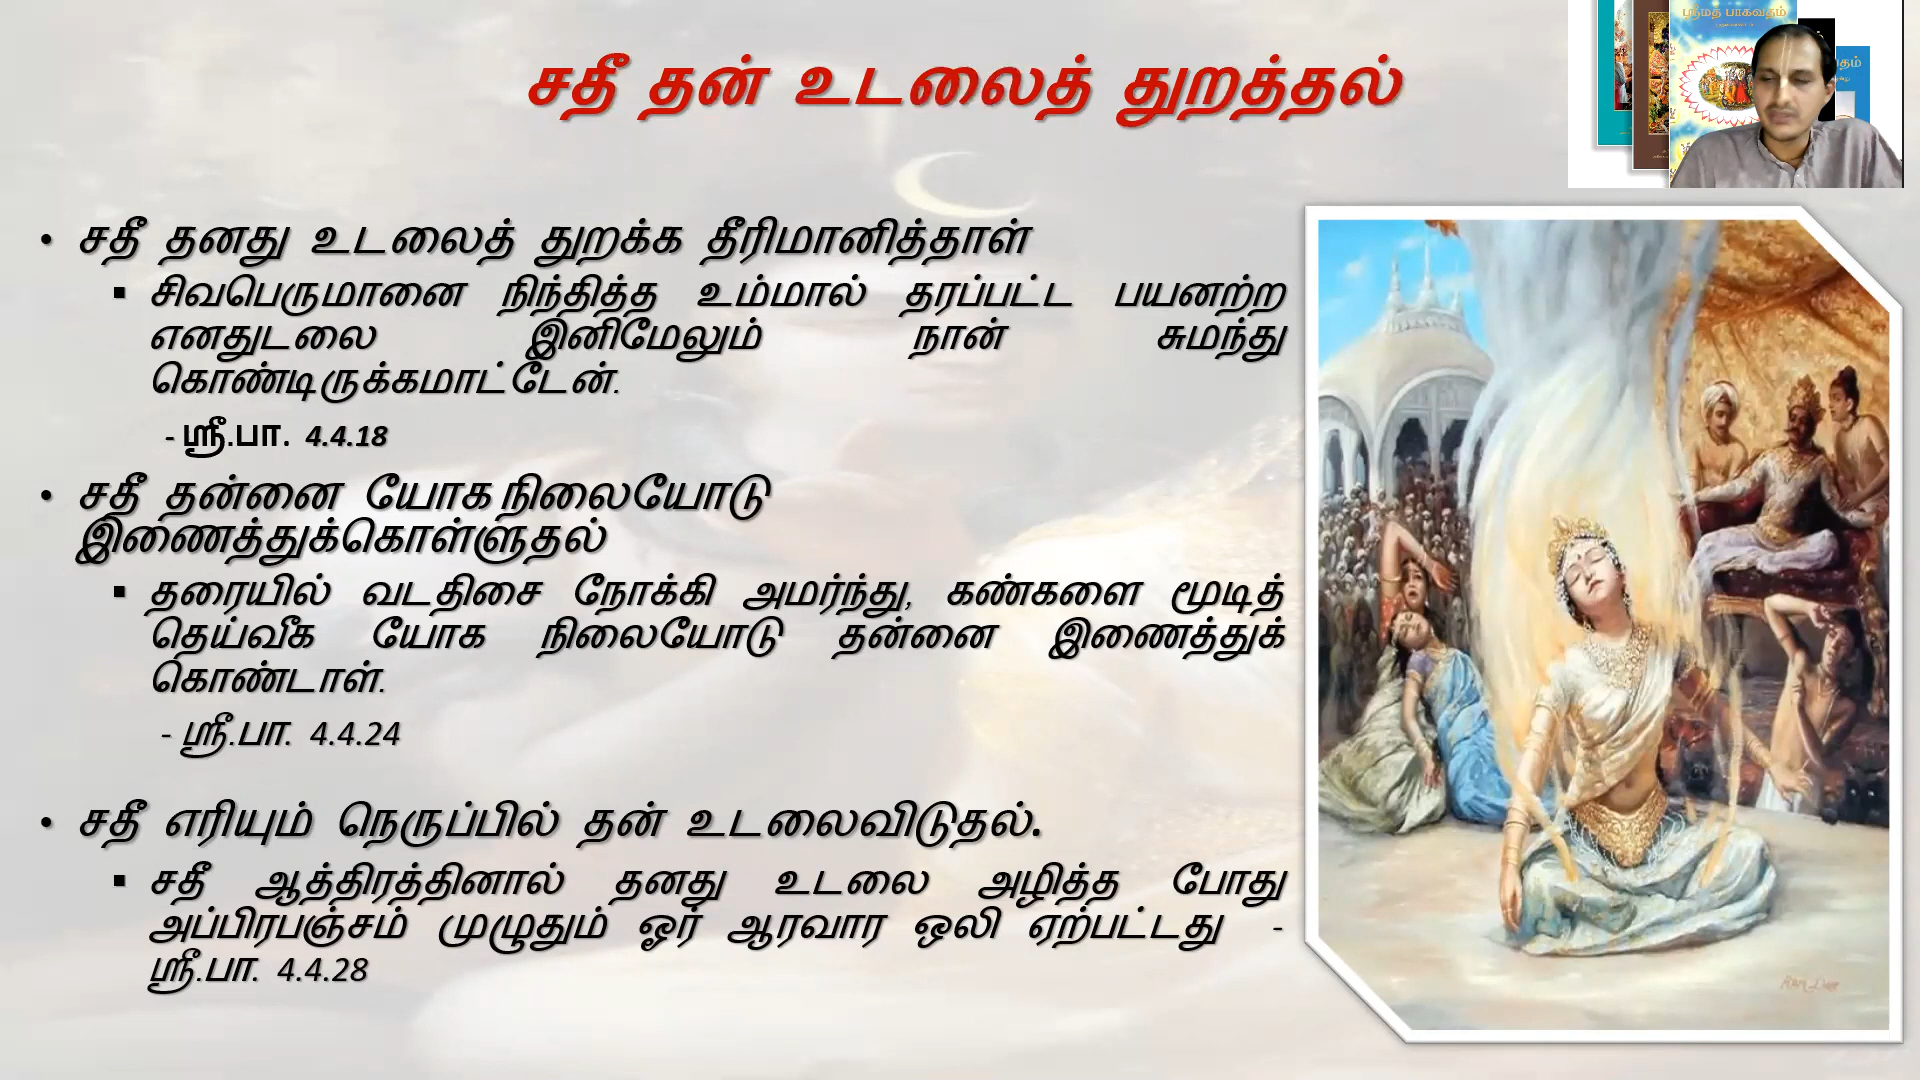 சதீ தன் உடலைத் துறத்தல்
ஸ்ரீமத் பாகவதம்
• சதீ தனது உடலைத் துறக்க தீரிமானித்தாள்
▪ சிவபெருமானை நிந்தித்த உம்மால் தரப்பட்ட பயனற்ற
எனதுடலை இனிமேலும் நான் சுமந்து
கொண்டிருக்கமாட்டேன்.
- ஸ்ரீ.பா. 4.4.18
• சதீ தன்னை யோக நிலையோடு
இணைத்துக்கொள்ளுதல்
▪ தரையில் வடதிசை நோக்கி அமர்ந்து, கண்களை மூடித்
தெய்வீக யோக நிலையோடு தன்னை இணைத்துக்
கொண்டாள்.
- ஸ்ரீ.பா. 4.4.24
• சதீ எரியும் நெருப்பில் தன் உடலைவிடுதல்.
▪ சதீ ஆத்திரத்தினால் தனது உடலை அழித்த போது
அப்பிரபஞ்சம் முழுதும் ஓர் ஆரவார ஒலி ஏற்பட்டது -
ஸ்ரீ.பா. 4.4.28